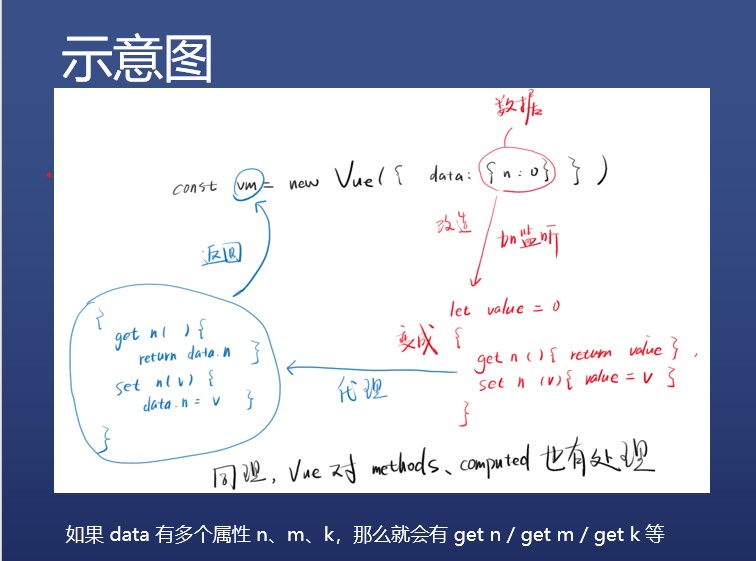 示意图
数据
const vm = new Vue({ data: {n:0} })
改造
加监听
返回
let value = 0
变成
{
get n(){ return value },
set n(v){ value = v }
}
代理
{
get n( ){
return data.n }
set n(v) {
data.n = v }
}
同理, Vue 对 methods、computed 也有处理
如果 data 有多个属性 n、m、k，那么就会有 get n / get m / get k 等